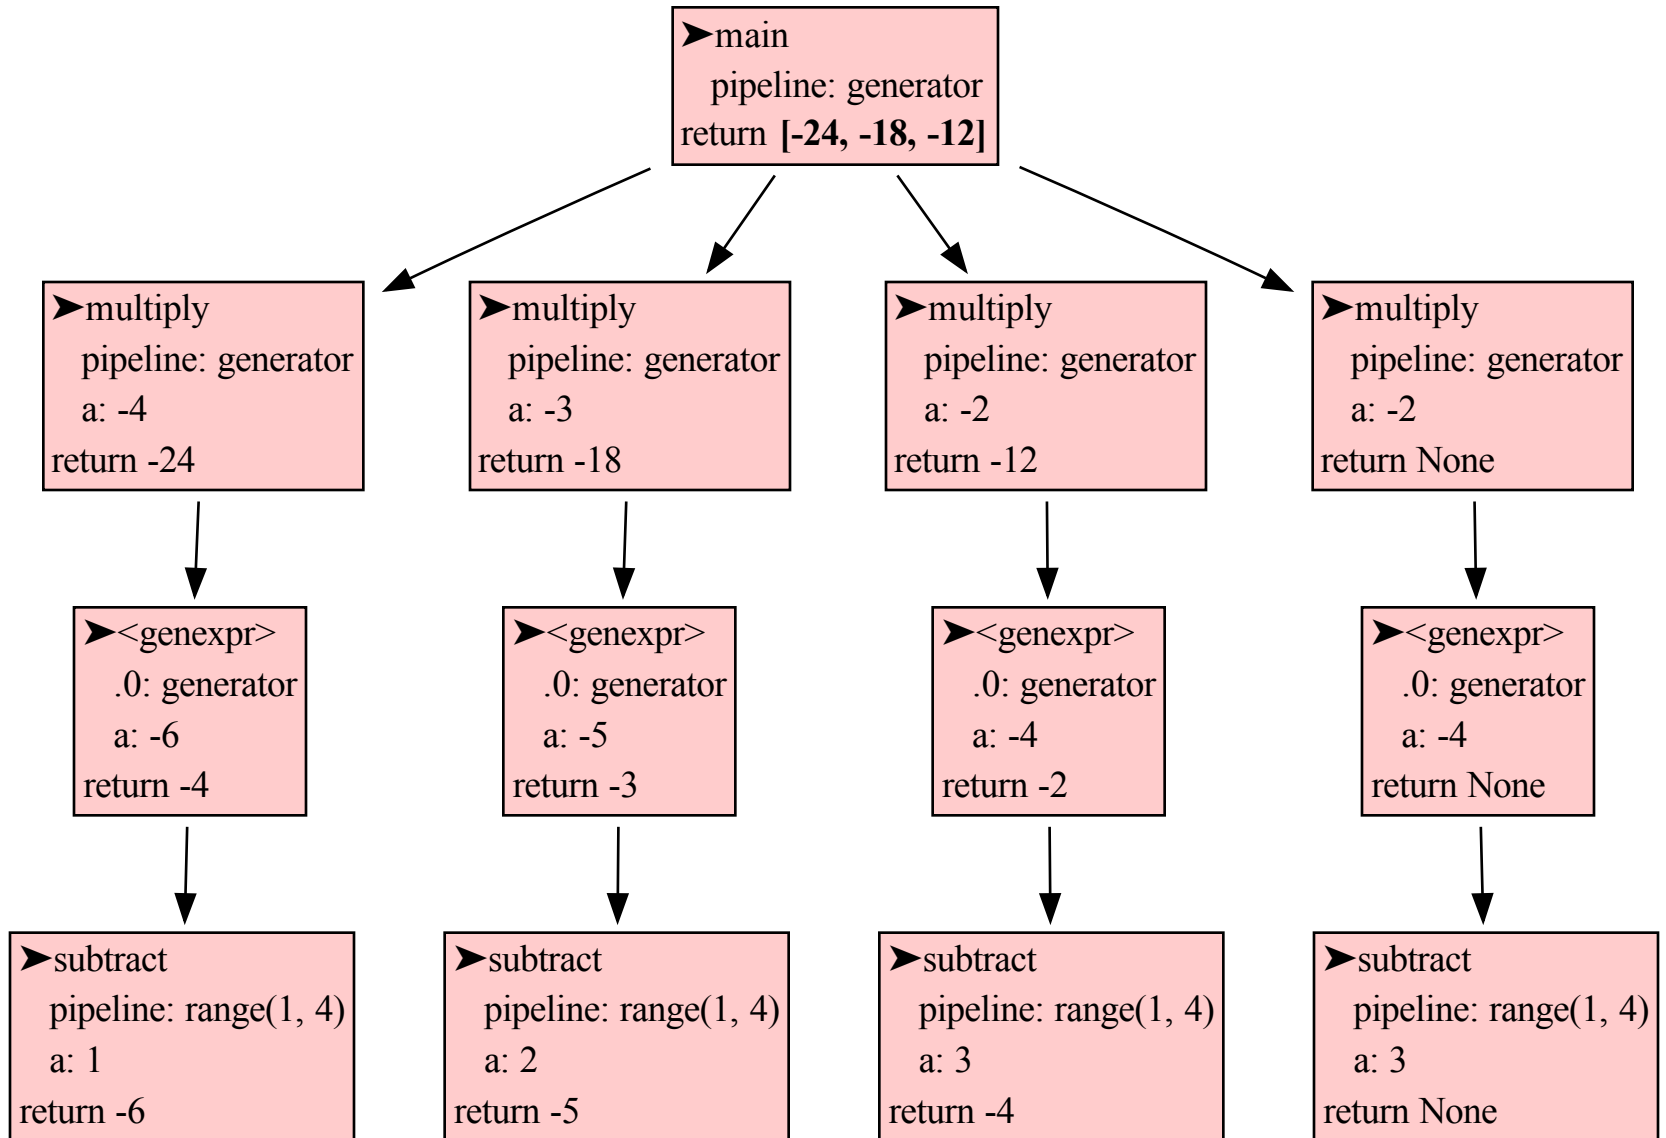 ➤main
pipeline: generator
return [-24, -18, -12]
➤multiply
pipeline: generator
a: -4
return -24
➤multiply
pipeline: generator
a: -3
return -18
➤multiply
pipeline: generator
a: -2
return -12
➤multiply
pipeline: generator
a: -2
return None
➤<genexpr>
.0: generator
a: -6
return -4
➤<genexpr>
.0: generator
a: -5
return -3
➤<genexpr>
.0: generator
a: -4
return -2
➤<genexpr>
.0: generator
a: -4
return None
➤subtract
pipeline: range(1, 4)
a: 1
return -6
➤subtract
pipeline: range(1, 4)
a: 2
return -5
➤subtract
pipeline: range(1, 4)
a: 3
return -4
➤subtract
pipeline: range(1, 4)
a: 3
return None